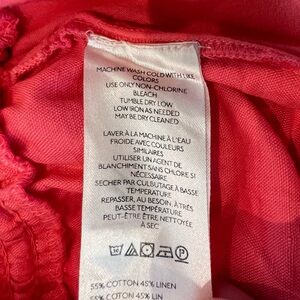 MACHINE WASH COLD WITH LIKE
COLORS
USE ONLY NON-CHLORINE
BLEACH
TUMBLE DRY LOW
LOW IRON AS NEEDED
MAY BE DRY CLEANED
LAVER À LA MACHINE À L'EAU
FROIDE AVEC COULEURS
SIMILAIRES
UTILISER UN AGENT DE
BLANCHIMENT SANS CHLORE SI
NÉCESSAIRE
SECHER PAR CULBUTAGE À BASSE
TEMPERATURE
REPASSER, AU BESOIN, À TRÈS
BASSE TEMPÉRATURE
PEUT-ÊTRE ÊTRE NETTOYÉE
À SEC
P
55% COTTON 45% LINEN
55% COTTON 45% LIN